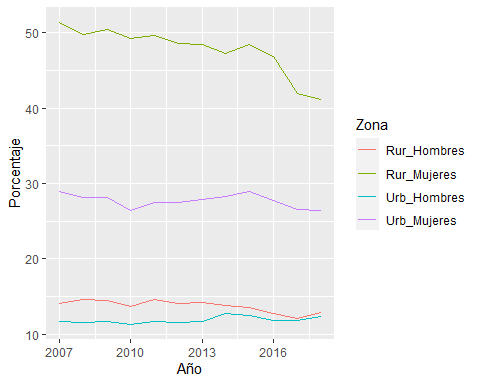 50
40
30
20
10
Porcentaje
2007 2010 2013 2016
Año
Zona
Rur_Hombres
Rur_Mujeres
Urb_Hombres
Urb_Mujeres